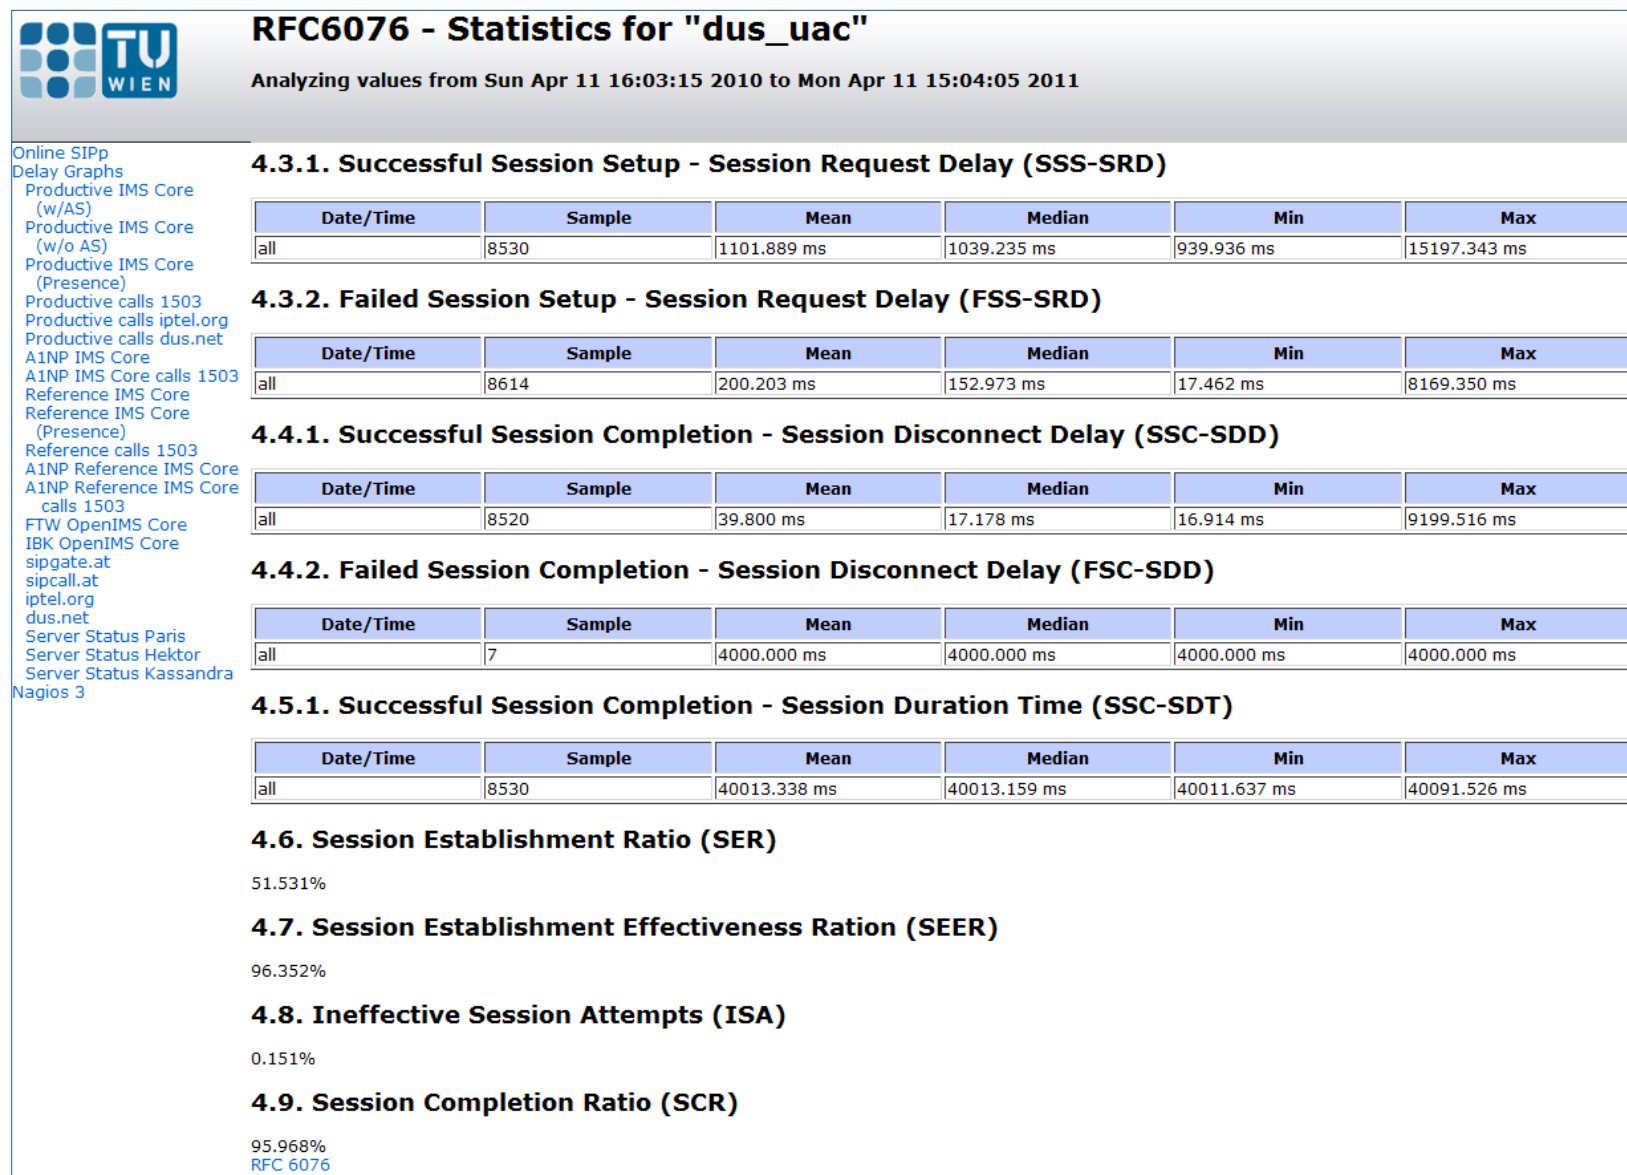 TU
WIEN
RFC6076 - Statistics for "dus_uac"
Analyzing values from Sun Apr 11 16:03:15 2010 to Mon Apr 11 15:04:05 2011
Online SIPp
Delay Graphs
Productive IMS Core
(w/AS)
Productive IMS Core
(w/o AS)
Productive IMS Core
(Presence)
Productive calls 1503
Productive calls iptel.org
Productive calls dus.net
A1NP IMS Core
A1NP IMS Core calls 1503
Reference IMS Core
Reference IMS Core
(Presence)
Reference calls 1503
A1NP Reference IMS Core
A1NP Reference IMS Core
calls 1503
FTW OpenIMS Core
IBK OpenIMS Core
sipgate.at
sipcall.at
iptel.org
dus.net
Server Status Paris
Server Status Hektor
Server Status Kassandra
Nagios 3
4.3.1. Successful Session Setup - Session Request Delay (SSS-SRD)
Date/Time Sample Mean Median Min Max
all 8530 1101.889 ms 1039.235 ms 939.936 ms 15197.343 ms
4.3.2. Failed Session Setup - Session Request Delay (FSS-SRD)
Date/Time Sample Mean Median Min Max
all 8614 200.203 ms 152.973 ms 17.462 ms 8169.350 ms
4.4.1. Successful Session Completion - Session Disconnect Delay (SSC-SDD)
Date/Time Sample Mean Median Min Max
all 8520 39.800 ms 17.178 ms 16.914 ms 9199.516 ms
4.4.2. Failed Session Completion - Session Disconnect Delay (FSC-SDD)
Date/Time Sample Mean Median Min Max
all 7 4000.000 ms 4000.000 ms 4000.000 ms 4000.000 ms
4.5.1. Successful Session Completion - Session Duration Time (SSC-SDT)
Date/Time Sample Mean Median Min Max
all 8530 40013.338 ms 40013.159 ms 40011.637 ms 40091.526 ms
4.6. Session Establishment Ratio (SER)
51.531%
4.7. Session Establishment Effectiveness Ration (SEER)
96.352%
4.8. Ineffective Session Attempts (ISA)
0.151%
4.9. Session Completion Ratio (SCR)
95.968%
RFC 6076